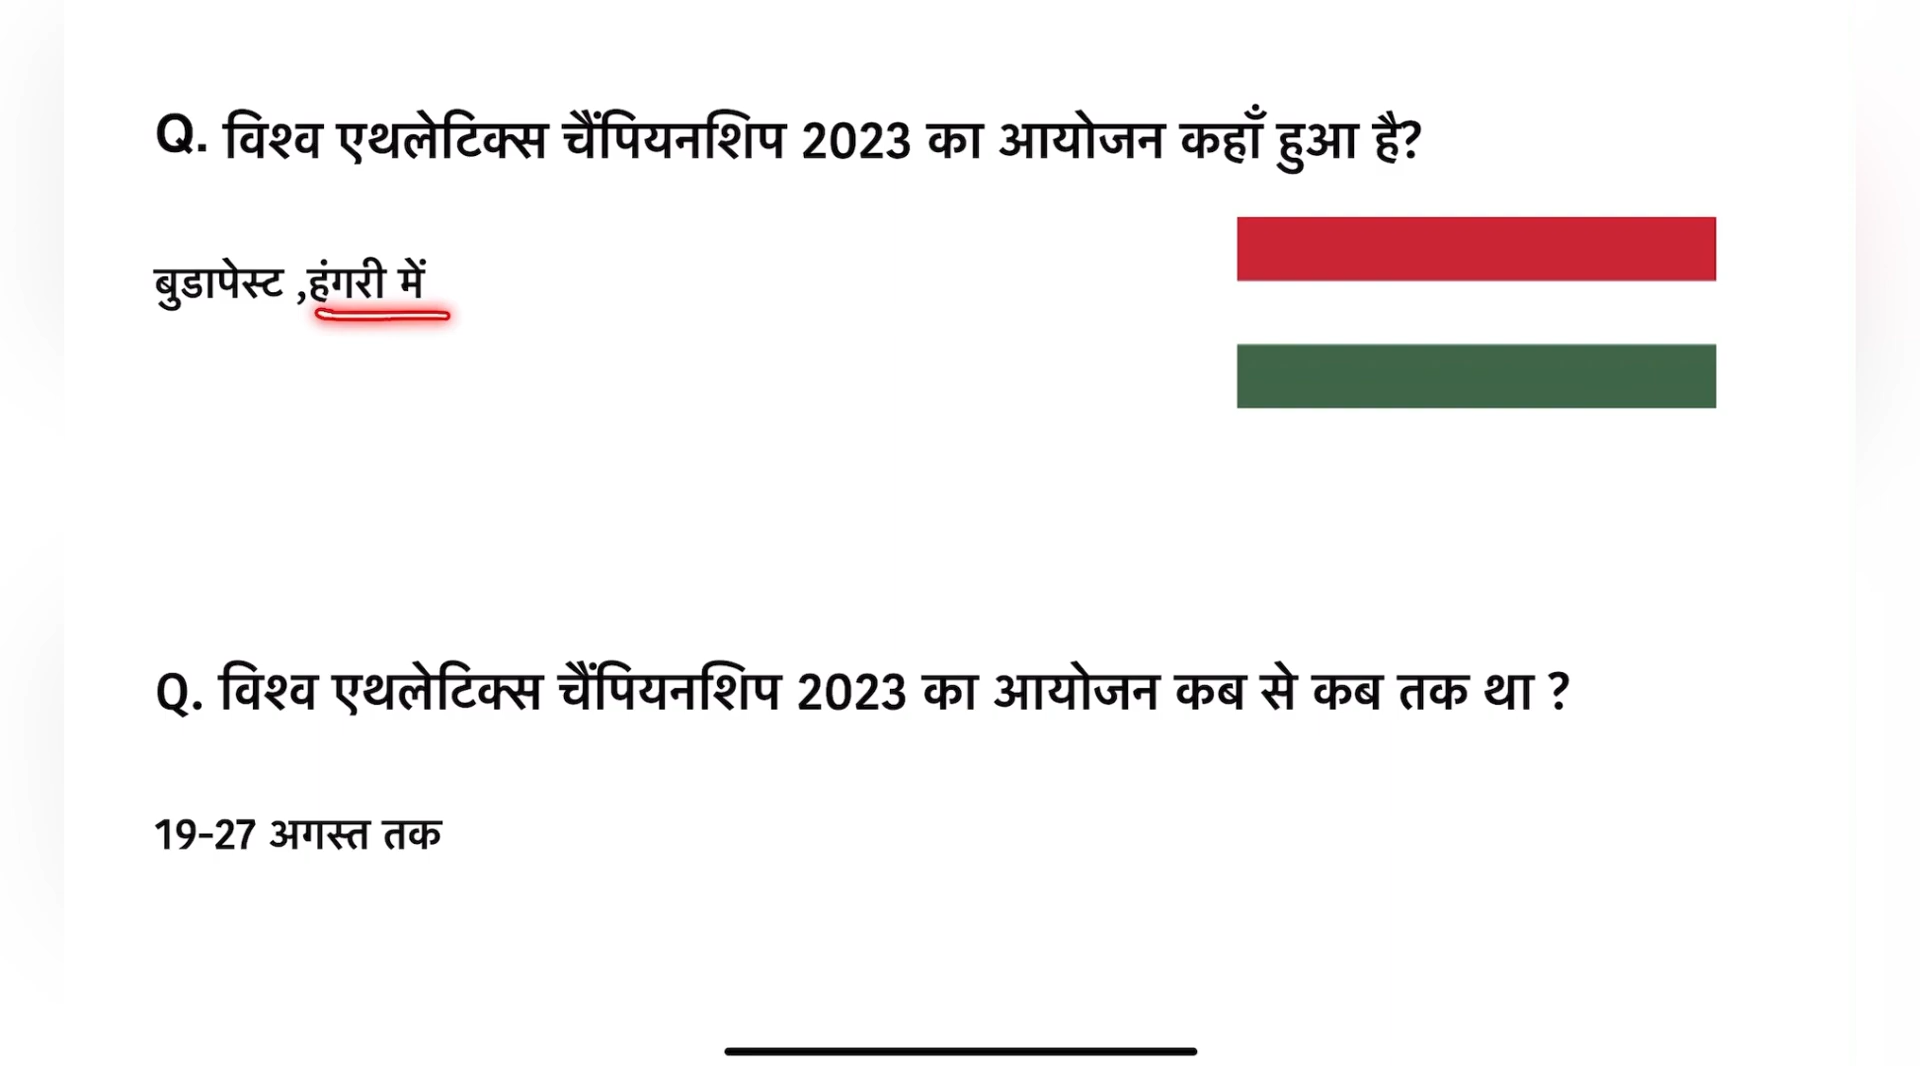 Q. विश्व एथलेटिक्स चैंपियनशिप 2023 का आयोजन कहाँ हुआ है?
बुडापेस्ट ,हंगरी में
Q. विश्व एथलेटिक्स चैंपियनशिप 2023 का आयोजन कब से कब तक था ?
19-27 अगस्त तक